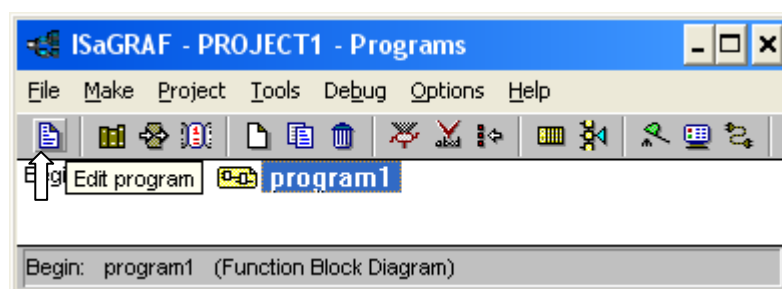 ISaGRAF - PROJECT1 - Programs
File Make Project Tools Debug Options Help
Edit program program1
Begin: program1 (Function Block Diagram)